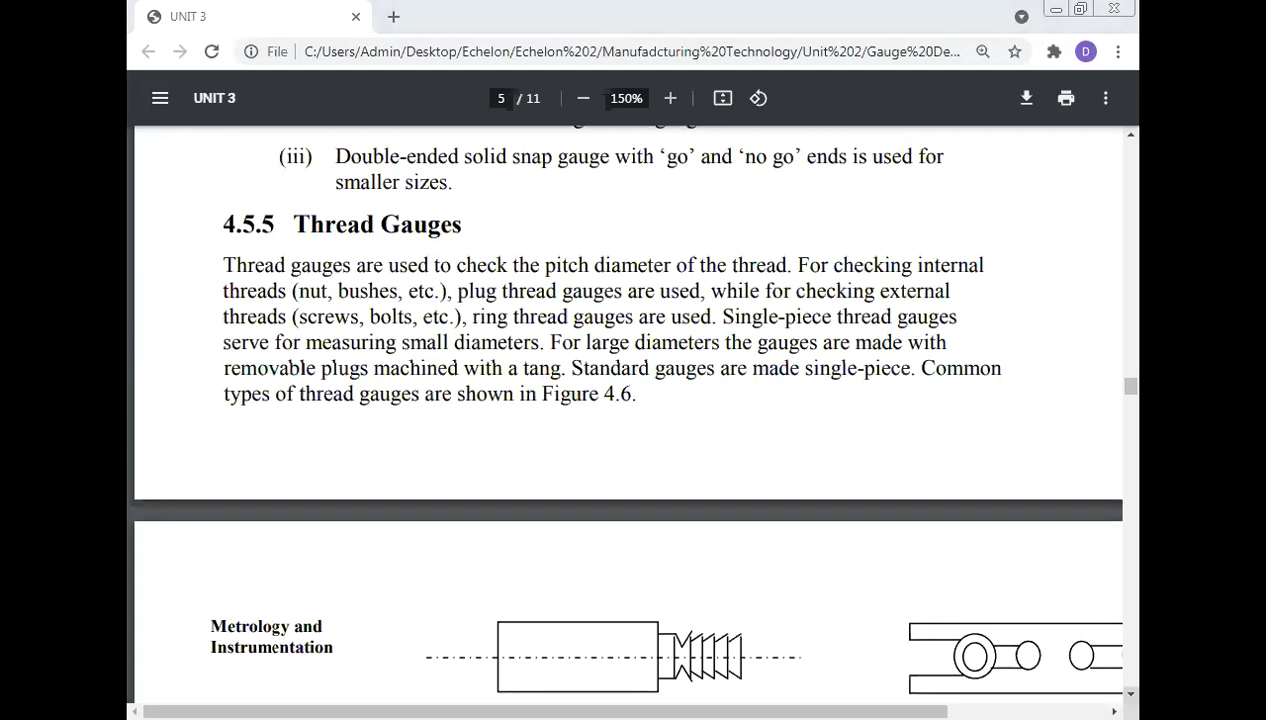 UNIT 3
File
C:/Users/Admin/Desktop/Echelon/Echelon%202/Manufadcturing%20Technology/Unit%202/Gauge%20De...
D
UNIT 3
5 / 11
150%
(iii) Double-ended solid snap gauge with ‘go’ and ‘no go’ ends is used for
smaller sizes.
4.5.5 Thread Gauges
Thread gauges are used to check the pitch diameter of the thread. For checking internal
threads (nut, bushes, etc.), plug thread gauges are used, while for checking external
threads (screws, bolts, etc.), ring thread gauges are used. Single-piece thread gauges
serve for measuring small diameters. For large diameters the gauges are made with
removable plugs machined with a tang. Standard gauges are made single-piece. Common
types of thread gauges are shown in Figure 4.6.
Metrology and
Instrumentation